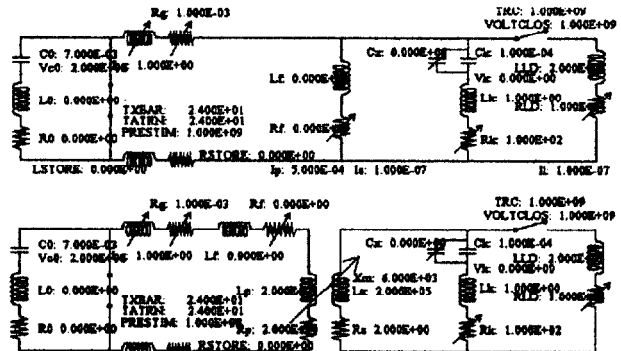 Rg: 1.000E-03
TRC: 1.000E+09
VOLTCLOS: 1.000E+09
C0: 7.000E-03
Vc0: 2.000E+06
1.000E+00
Cx: 0.000E+00
Ck: 1.000E-04
Vk: 0.000E+00
LLD: 2.000E
Lf: 0.000E+00
L0: 0.000E+00
Lk: 1.000E+00
RLD: 1.000E
TXBAR: 2.400E+01
TATRN: 2.400E+01
PRESTIM: 1.000E+09
R0 0.000E+00
Rf: 0.000E+00
Rk: 1.000E+02
RSTORE: 0.000E+00
LSTORE: 0.000E+00
Ip: 5.000E-04
Is: 1.000E-07
Il: 1.000E-07
Rg: 1.000E-03
Rf: 0.000E+00
TRC: 1.000E+09
VOLTCLOS: 1.000E+09
C0: 7.000E-03
Vc0: 2.000E+06
1.000E+00
Lf: 0.000E+00
Cx: 0.000E+00
Ck: 1.000E-04
Vk: 0.000E+00
LLD: 2.000E
Xm: 6.000E+03
L0: 0.000E+00
Lp: 2.000E
Ls: 2.000E+05
Lk: 1.000E+00
RLD: 1.000E
TXBAR: 2.400E+01
TATRN: 2.400E+01
PRESTIM: 1.000E+09
R0 0.000E+00
Rp: 2.000E
Rs 2.000E+00
Rk: 1.000E+02
RSTORE: 0.000E+00